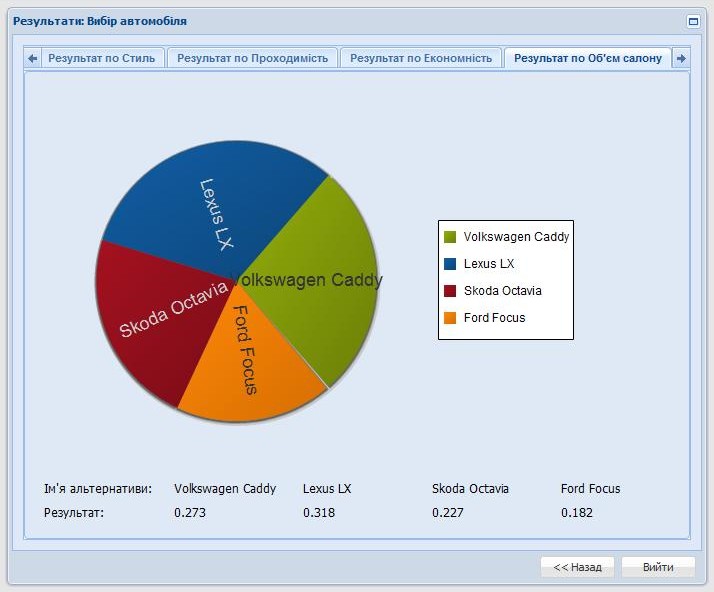 Результати: Вибір автомобіля
Результат по Стиль
Результат по Проходимість
Результат по Економність
Результат по Об'єм салону
Lexus LX
Volkswagen Caddy
Skoda Octavia
Ford Focus
Volkswagen Caddy
Lexus LX
Skoda Octavia
Ford Focus
Ім'я альтернативи: Volkswagen Caddy Lexus LX Skoda Octavia Ford Focus
Результат: 0.273 0.318 0.227 0.182
<< Назад Вийти